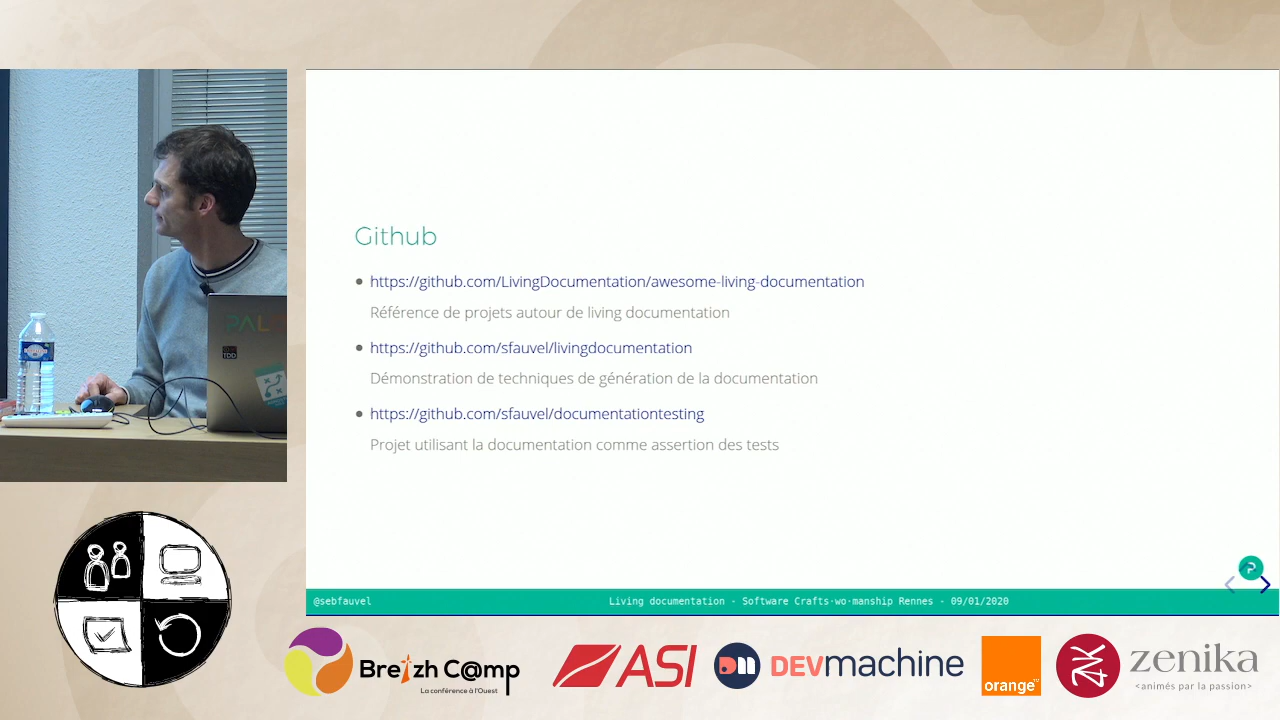 Github
https://github.com/LivingDocumentation/awesome-living-documentation
Référence de projets autour de living documentation
https://github.com/sfauvel/livingdocumentation
Démonstration de techniques de génération de la documentation
https://github.com/sfauvel/documentationtesting
Projet utilisant la documentation comme assertion des tests
@sebfauvel
Living documentation - Software Crafts·wo·manship Rennes - 09/01/2020
TDD
Breizh C@mp
La conférence à l'Ouest
ASI
DEVmachine
orange™
zenika
<animés par la passion>